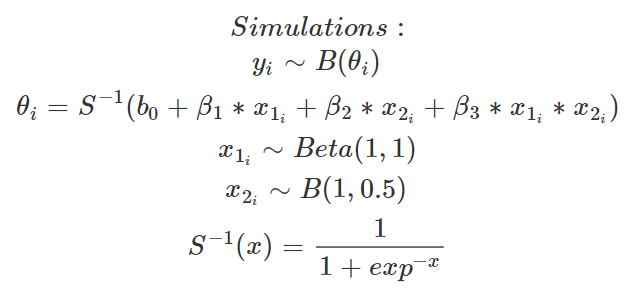 Simulations :
y_i ∼ B(θ_i)
θ_i = S^{-1}(b_0 + β_1 * x_{1_i} + β_2 * x_{2_i} + β_3 * x_{1_i} * x_{2_i})
x_{1_i} ∼ Beta(1, 1)
x_{2_i} ∼ B(1, 0.5)
S^{-1}(x) = \frac{1}{1 + exp^{-x}}